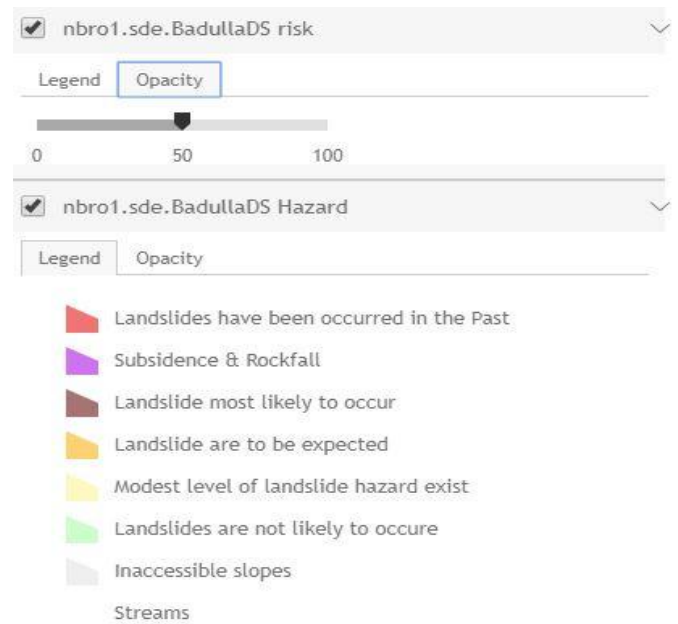 nbro1.sde.BadullaDS risk
Legend Opacity
0 50 100
nbro1.sde.BadullaDS Hazard
Legend Opacity
Landslides have been occurred in the Past
Subsidence & Rockfall
Landslide most likely to occur
Landslide are to be expected
Modest level of landslide hazard exist
Landslides are not likely to occure
Inaccessible slopes
Streams